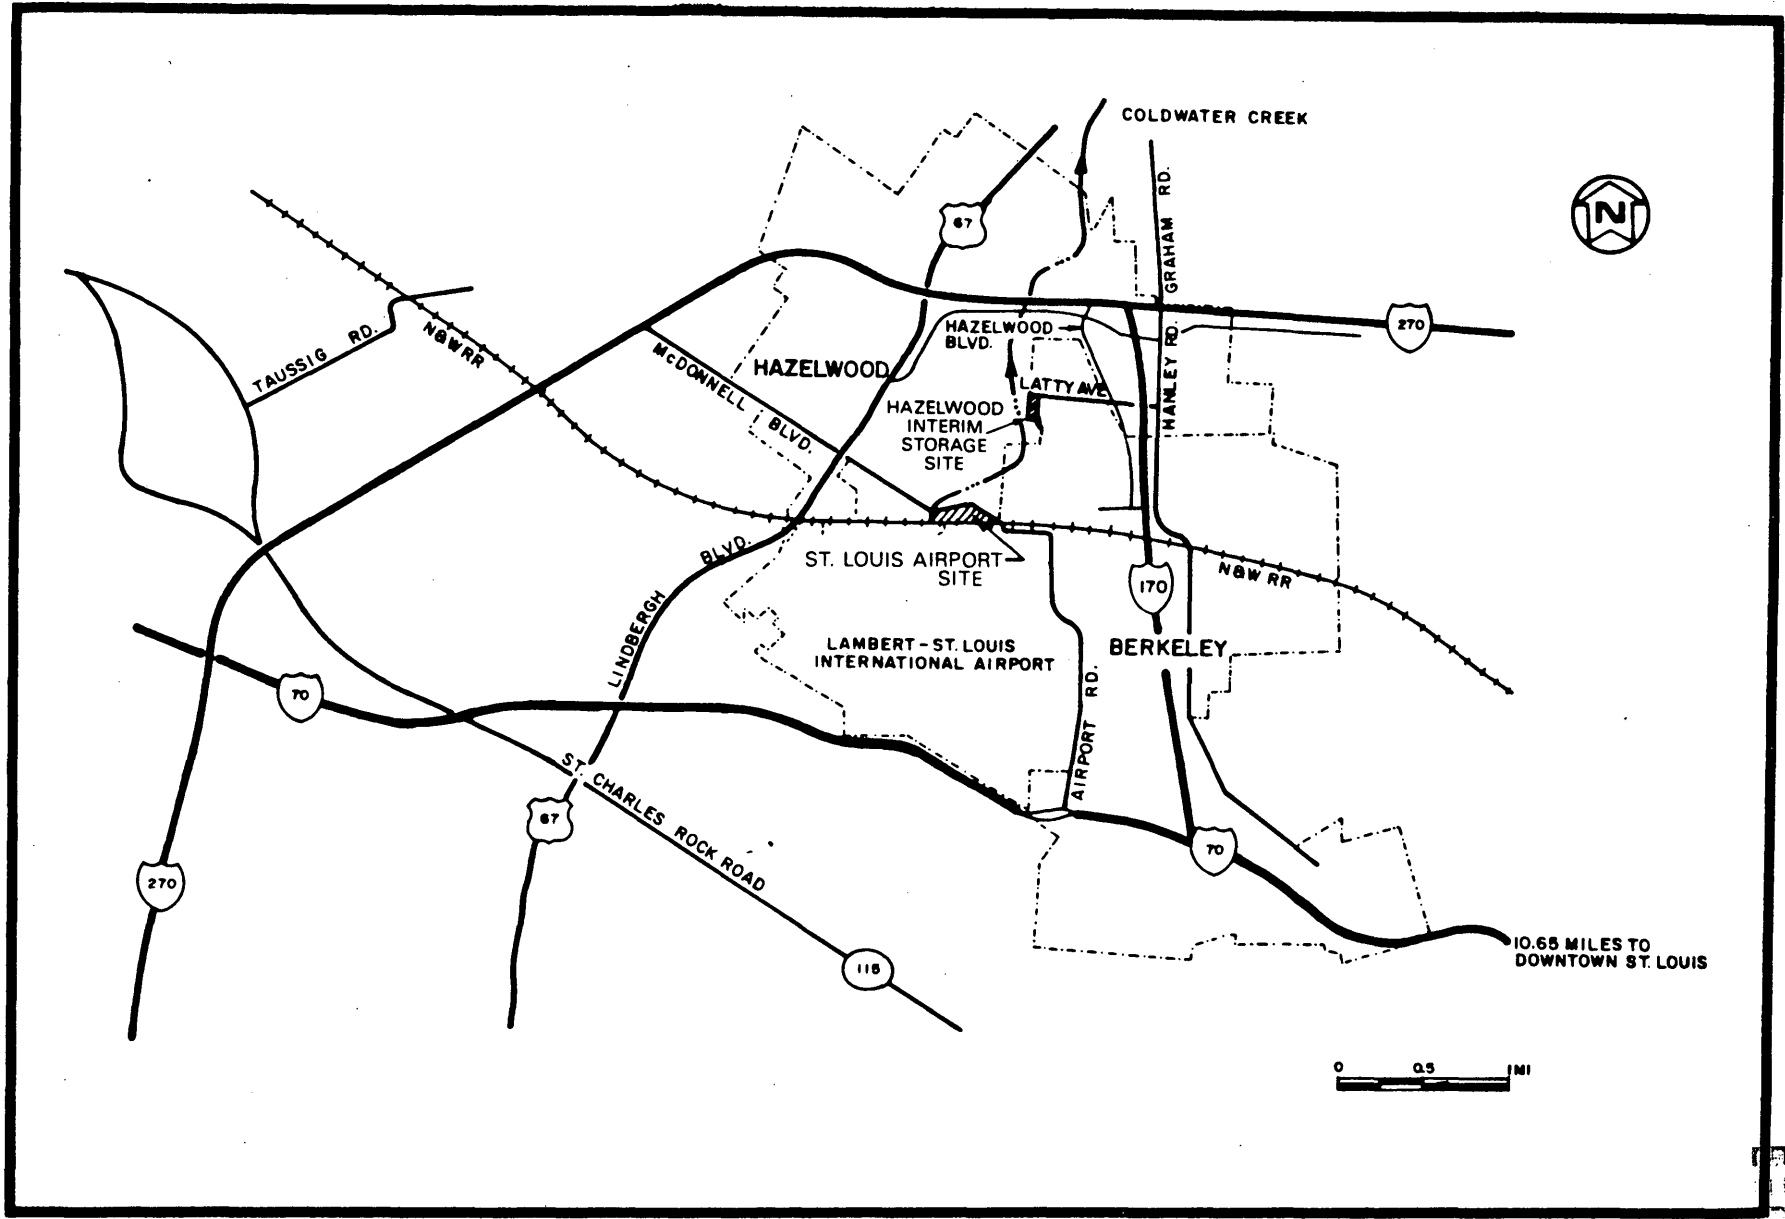 COLDWATER CREEK
N
67
GRAHAM RD.
270
TAUSSIG RD.
N&W RR
McDONNELL BLVD.
HAZELWOOD
HAZELWOOD
BLVD.
HANLEY RD.
LATTY AVE
HAZELWOOD
INTERIM
STORAGE
SITE
ST. LOUIS AIRPORT
SITE
LINDBERGH BLVD.
170
N&W RR
BERKELEY
LAMBERT-ST. LOUIS
INTERNATIONAL AIRPORT
AIRPORT RD.
70
67
ST. CHARLES ROCK ROAD
270
70
115
10.65 MILES TO
DOWNTOWN ST. LOUIS
0 0.5 1 MI